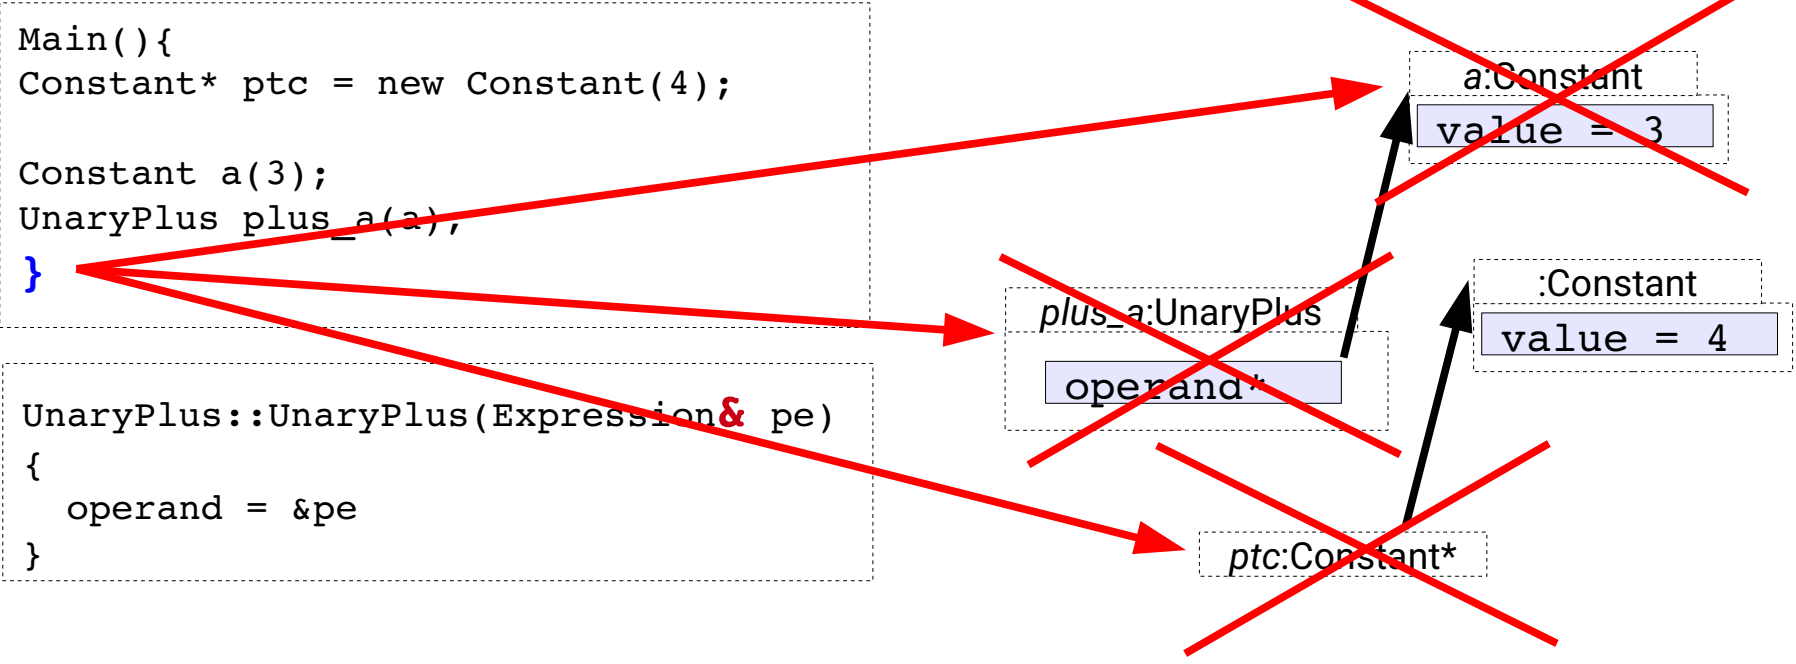 Main(){
Constant* ptc = new Constant(4);
Constant a(3);
UnaryPlus plus_a(a);
}
UnaryPlus::UnaryPlus(Expression& pe)
{
operand = &pe
}
a:Constant
value = 3
plus_a:UnaryPlus
operand*
:Constant
value = 4
ptc:Constant*